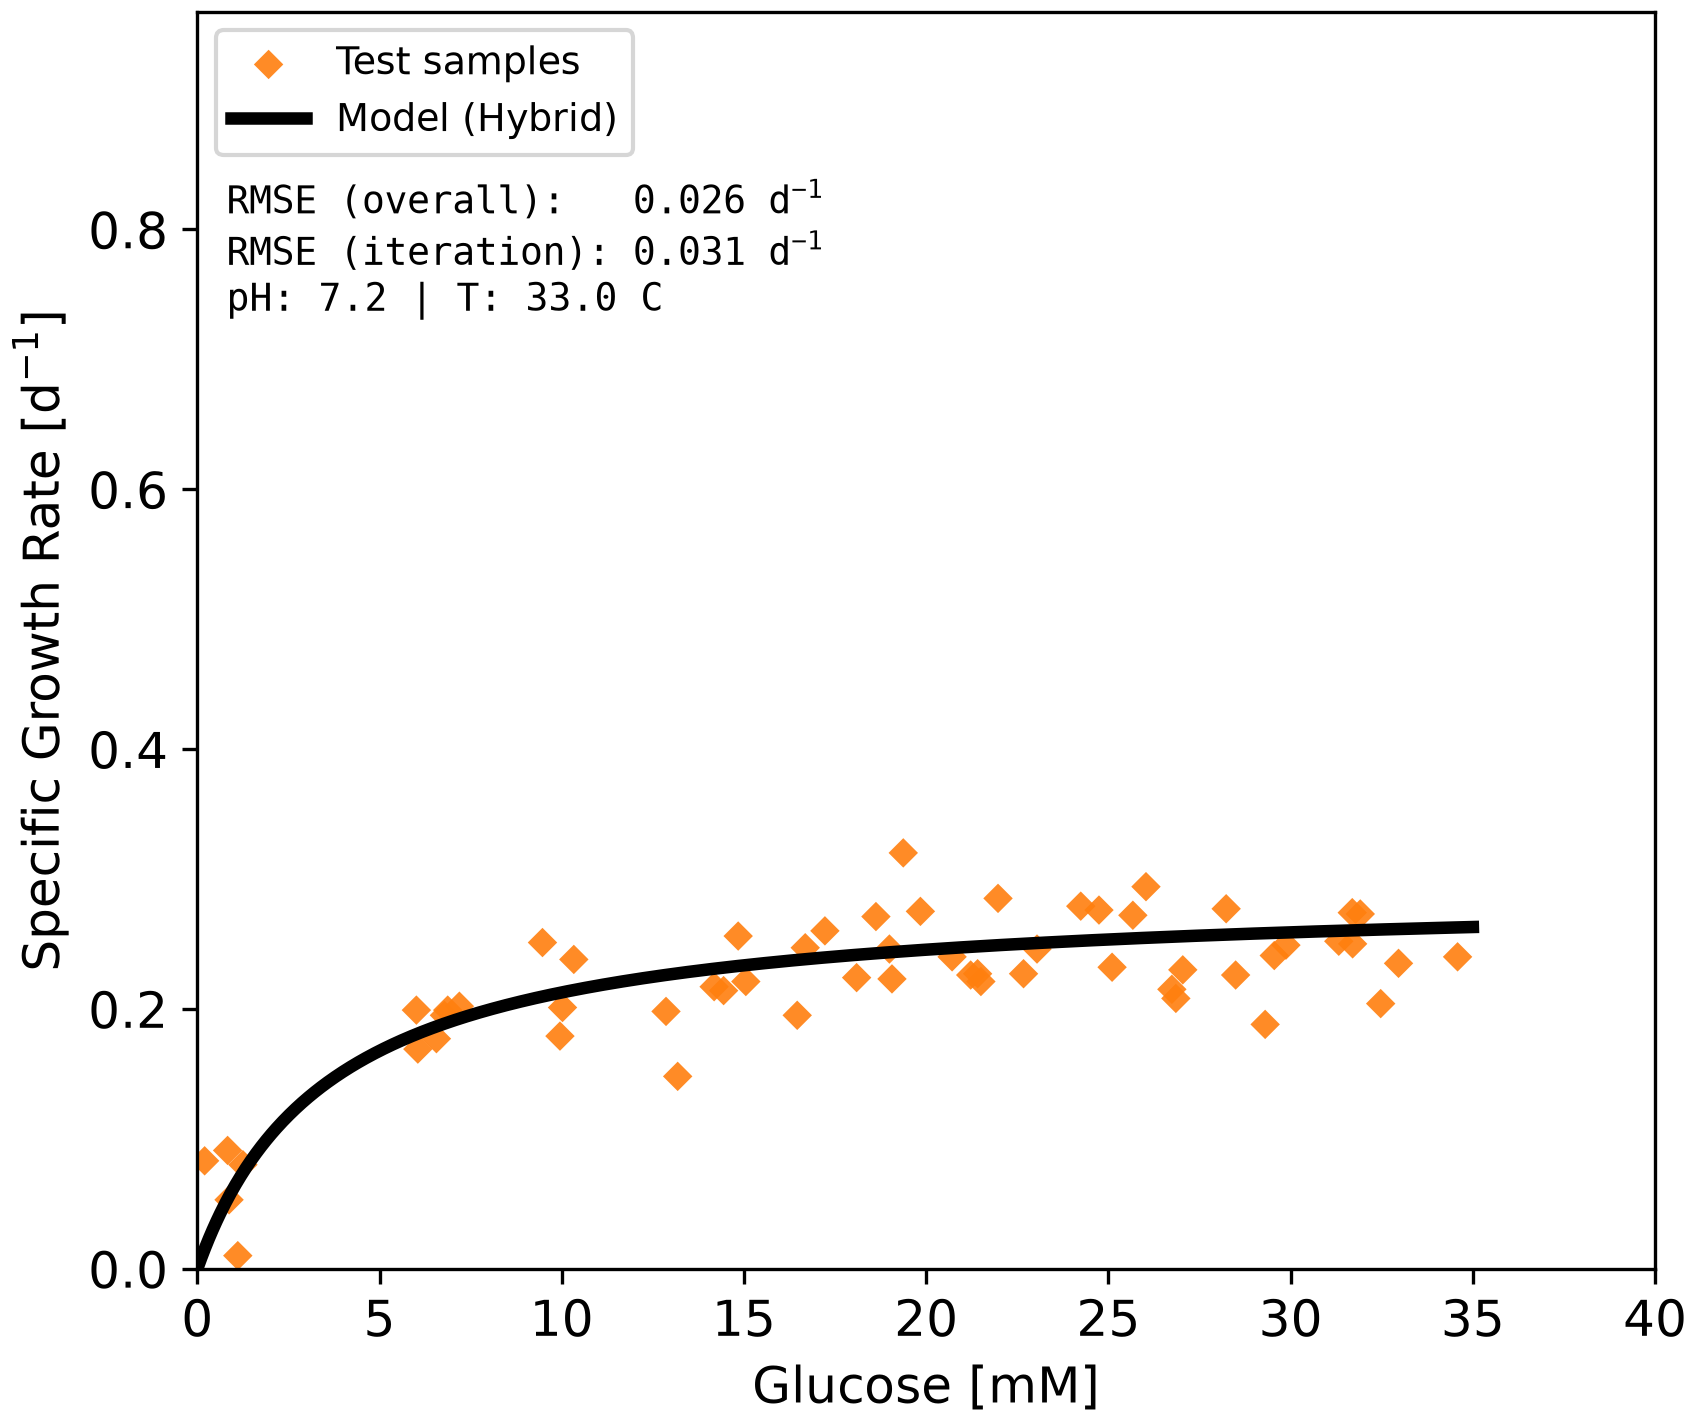 Test samples
Model (Hybrid)
RMSE (overall):   0.026 d⁻¹
RMSE (iteration): 0.031 d⁻¹
pH: 7.2 | T: 33.0 C
Specific Growth Rate [d⁻¹]
0.8
0.6
0.4
0.2
0.0
0 5 10 15 20 25 30 35 40
Glucose [mM]